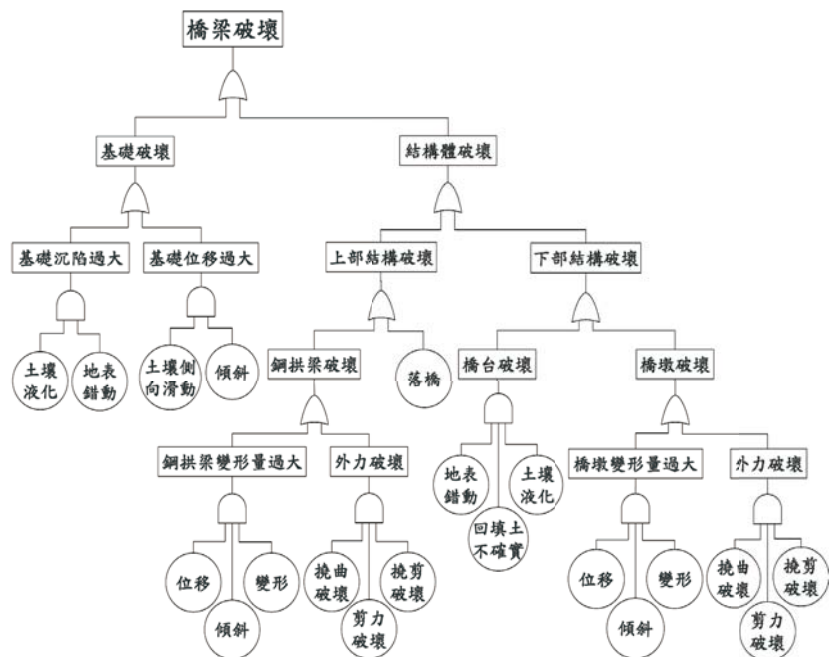 橋梁破壞
基礎破壞
結構體破壞
基礎沉陷過大
基礎位移過大
上部結構破壞
下部結構破壞
土壤
液化
地表
錯動
土壤側
向滑動
傾斜
鋼拱梁破壞
落橋
橋台破壞
橋墩破壞
鋼拱梁變形量過大
外力破壞
地表
錯動
回填土
不確實
土壤
液化
橋墩變形量過大
外力破壞
位移
傾斜
變形
撓曲
破壞
剪力
破壞
撓剪
破壞
位移
傾斜
變形
撓曲
破壞
剪力
破壞
撓剪
破壞